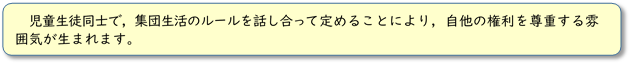 児童生徒同士で，集団生活のルールを話し合って定めることにより，自他の権利を尊重する雰
囲気が生まれます。